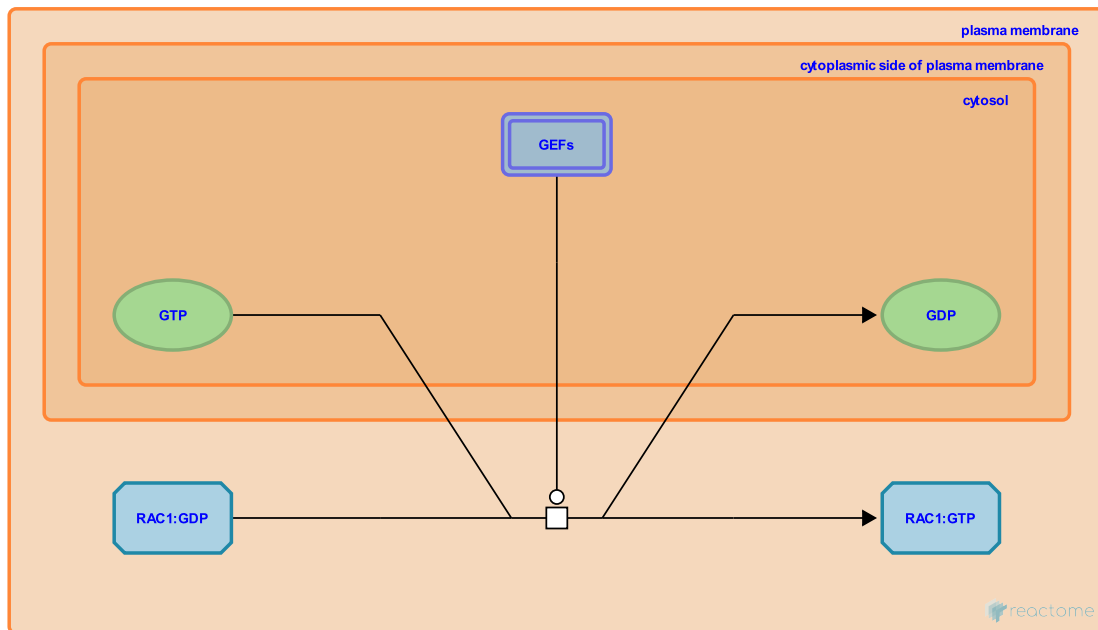 plasma membrane
cytoplasmic side of plasma membrane
cytosol
GEFs
GTP
GDP
RAC1:GDP
RAC1:GTP
reactome